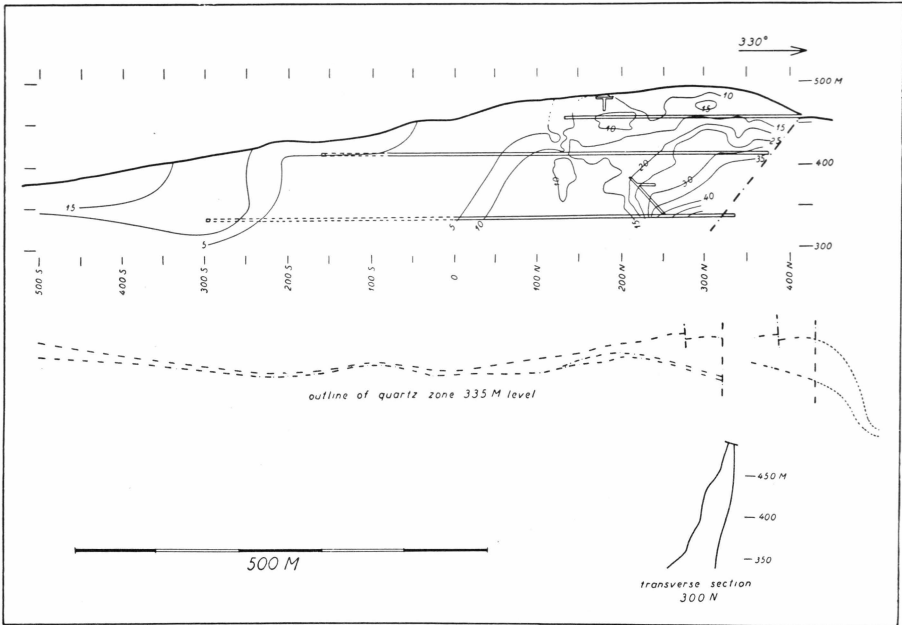 330°
500 M
400
300
10
15
10
15
25
35
20
30
40
15
10
5
10
15
5
500 S
400 S
300 S
200 S
100 S
0
100 N
200 N
300 N
400 N
outline of quartz zone 335 M level
450 M
400
350
transverse section
300 N
500 M